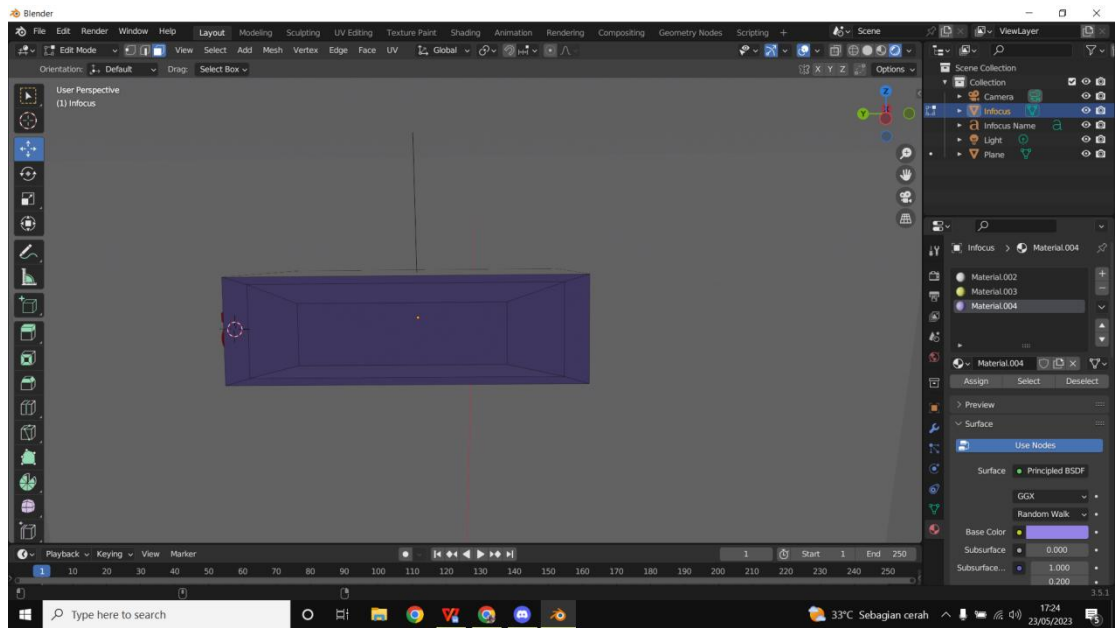 Blender
File Edit Render Window Help Layout Modeling Sculpting UV Editing Texture Paint Shading Animation Rendering Compositing Geometry Nodes Scripting + Scene ViewLayer
Edit Mode View Select Add Mesh Vertex Edge Face UV Global
Orientation: Default Drag: Select Box X Y Z Options
User Perspective
(1) Infocus
Z
Y
Scene Collection
Collection
Camera
Infocus
Infocus Name
Light
Plane
Infocus > Material.004
Material.002
Material.003
Material.004
Material.004
Assign Select Deselect
Preview
Surface
Use Nodes
Surface Principled BSDF
GGX
Random Walk
Base Color
Subsurface 0.000
Subsurface... 1.000
0.200
Playback Keying View Marker 1 Start 1 End 250
1 10 20 30 40 50 60 70 80 90 100 110 120 130 140 150 160 170 180 190 200 210 220 230 240 250
3.5.1
Type here to search 33°C Sebagian cerah 17:24
23/05/2023 5